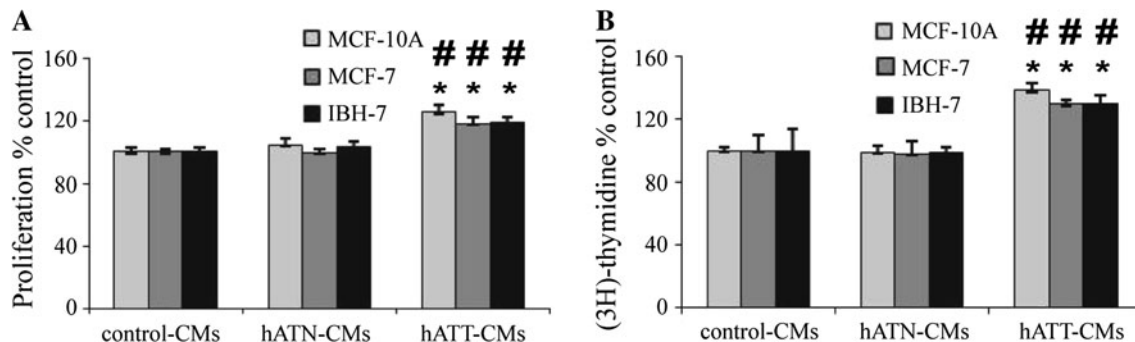 A
Proliferation % control
160
120
80
40
0
MCF-10A
MCF-7
IBH-7
# # #
* * *
control-CMs hATN-CMs hATT-CMs
B
(3H)-thymidine % control
160
120
80
40
0
MCF-10A
MCF-7
IBH-7
# # #
* * *
control-CMs hATN-CMs hATT-CMs